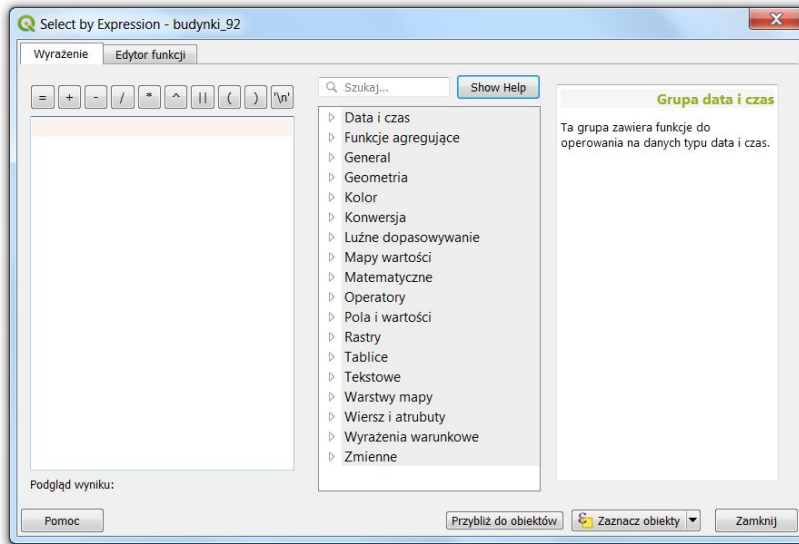 Select by Expression - budynki_92
Wyrażenie
Edytor funkcji
= + - / * ^ || ( ) '\n'
Szukaj...
Show Help
Data i czas
Funkcje agregujące
General
Geometria
Kolor
Konwersja
Luźne dopasowywanie
Mapy wartości
Matematyczne
Operatory
Pola i wartości
Rastry
Tablice
Tekstowe
Warstwy mapy
Wiersz i atrubuty
Wyrażenia warunkowe
Zmienne
Grupa data i czas
Ta grupa zawiera funkcje do
operowania na danych typu data i czas.
Podgląd wyniku:
Pomoc
Przybliż do obiektów
Zaznacz obiekty
Zamknij